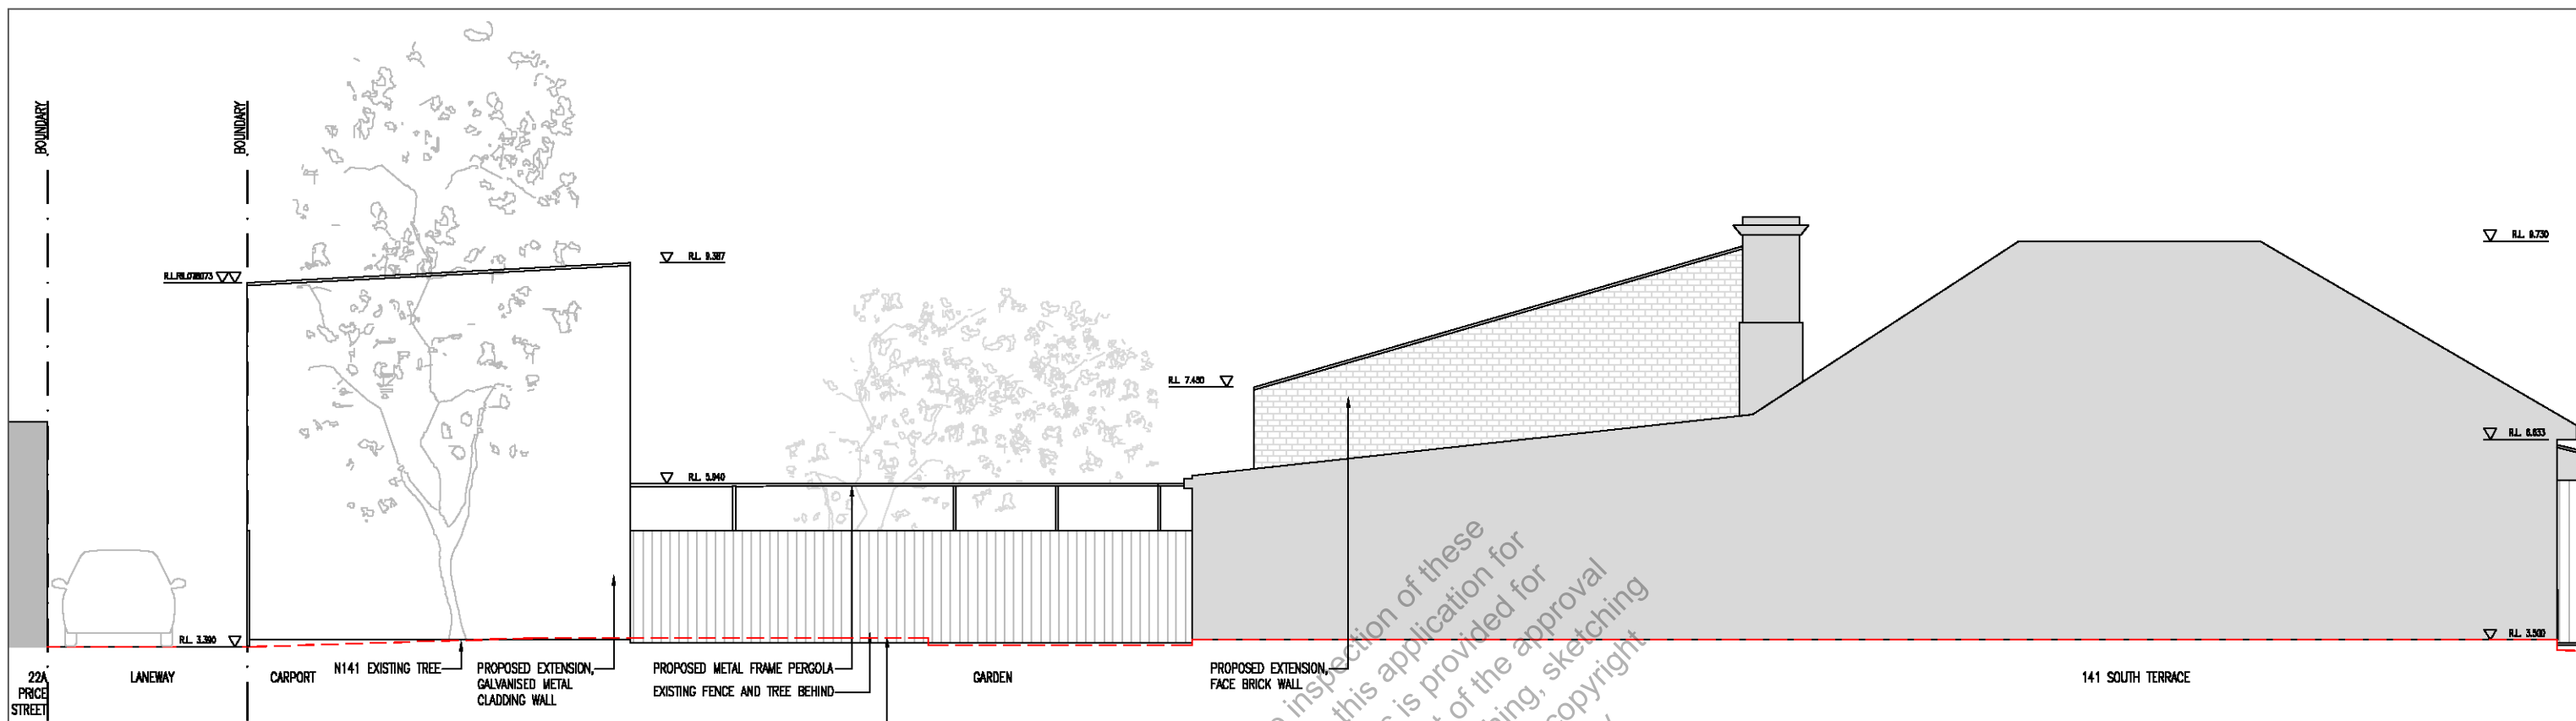 BOUNDARY
BOUNDARY
R.L. 9.387
R.L. 9.730
R.L. 7.450
R.L. 6.633
R.L. 5.940
R.L. 3.390
R.L. 3.500
22A
PRICE
STREET
LANEWAY
CARPORT
N141 EXISTING TREE
PROPOSED EXTENSION,
GALVANISED METAL
CLADDING WALL
PROPOSED METAL FRAME PERGOLA
EXISTING FENCE AND TREE BEHIND
GARDEN
PROPOSED EXTENSION,
FACE BRICK WALL
141 SOUTH TERRACE
inspection of these
this application for
is provided for
of the approval
sketching
copyright